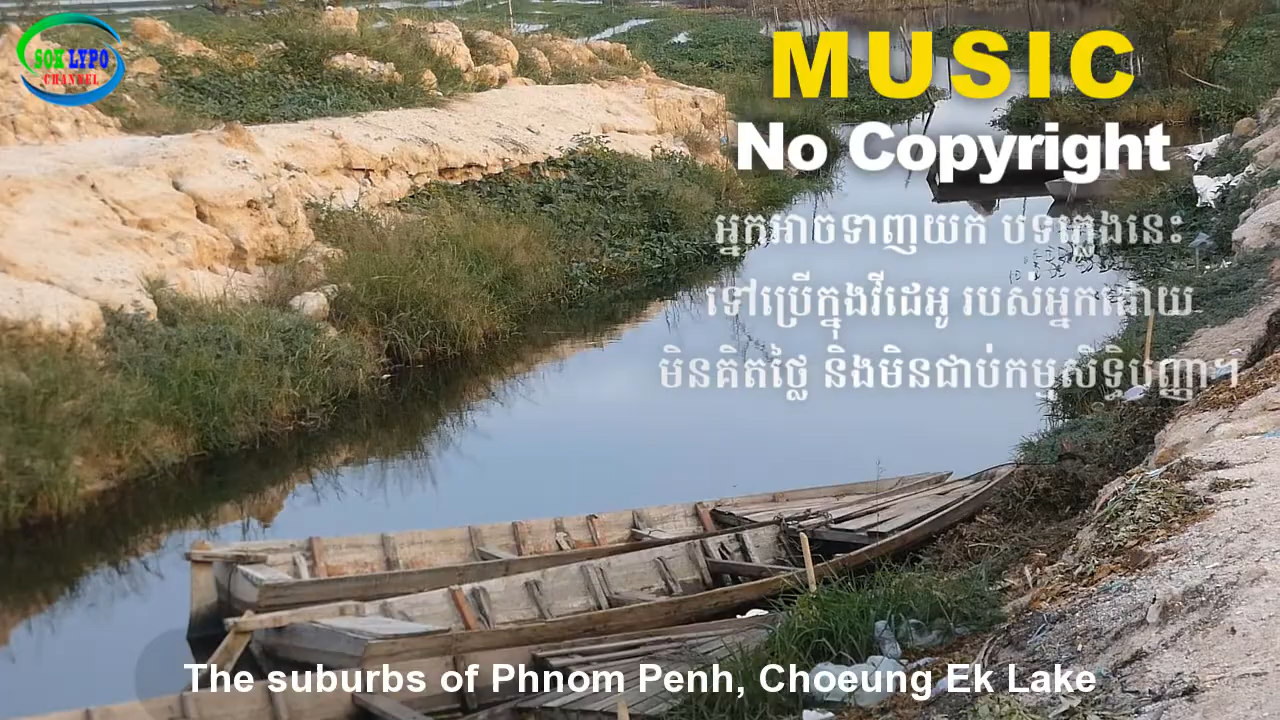 SOK LYPO
CHANNEL
MUSIC
No Copyright
អ្នកអាចទាញយក បទភ្លេងនេះ
ទៅប្រើក្នុងវីដេអូ របស់អ្នកដោយ
មិនគិតថ្លៃ និងមិនជាប់កម្មសិទ្ធិបញ្ញា។
The suburbs of Phnom Penh, Choeung Ek Lake